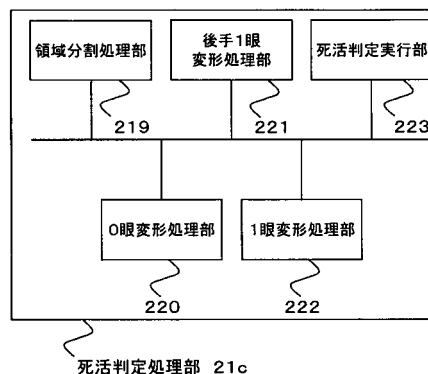 領域分割処理部
後手1眼
変形処理部
死活判定実行部
219
221
223
0眼変形処理部
1眼変形処理部
220
222
死活判定処理部 21c